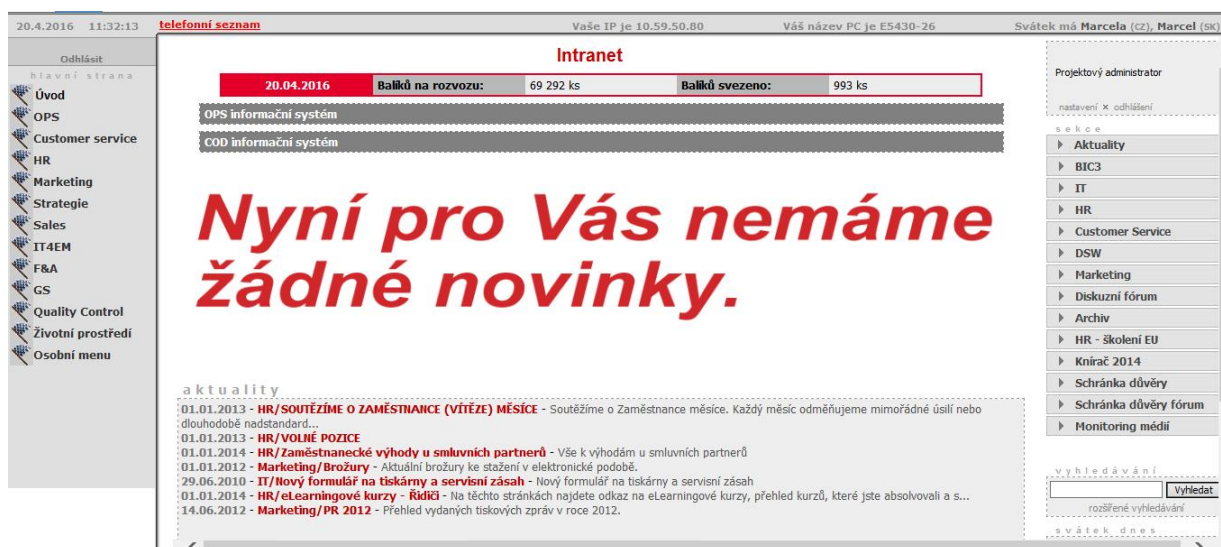 20.4.2016 11:32:13 telefonní seznam Vaše IP je 10.59.50.80 Váš název PC je E5430-26 Svátek má Marcela (CZ), Marcel (SK)
Odhlásit
hlavní strana
Úvod
OPS
Customer service
HR
Marketing
Strategie
Sales
IT4EM
F&A
GS
Quality Control
Životní prostředí
Osobní menu
Intranet
20.04.2016 Balíků na rozvozu: 69 292 ks Balíků svezeno: 993 ks
OPS informační systém
COD informační systém
Nyní pro Vás nemáme
žádné novinky.
aktuality
01.01.2013 - HR/SOUTĚŽÍME O ZAMĚSTNANCE (VÍTĚZE) MĚSÍCE - Soutěžíme o Zaměstnance měsíce. Každý měsíc odměňujeme mimořádné úsilí nebo
dlouhodobě nadstandard...
01.01.2013 - HR/VOLNÉ POZICE
01.01.2014 - HR/Zaměstnanecké výhody u smluvních partnerů - Vše k výhodám u smluvních partnerů
01.01.2012 - Marketing/Brožury - Aktuální brožury ke stažení v elektronické podobě.
29.06.2010 - IT/Nový formulář na tiskárny a servisní zásah - Nový formulář na tiskárny a servisní zásah
01.01.2014 - HR/eLearningové kurzy - Řidiči - Na těchto stránkách najdete odkaz na eLearningové kurzy, přehled kurzů, které jste absolvovali a s...
14.06.2012 - Marketing/PR 2012 - Přehled vydaných tiskových zpráv v roce 2012.
Projektový administrator
nastavení × odhlášení
sekce
Aktuality
BIC3
IT
HR
Customer Service
DSW
Marketing
Diskuzní fórum
Archiv
HR - školení EU
Knírač 2014
Schránka důvěry
Schránka důvěry fórum
Monitoring médií
vyhledávání
Vyhledat
rozšířené vyhledávání
svátek dnes